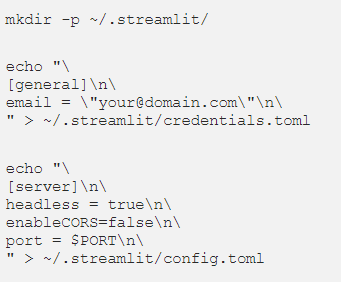 mkdir -p ~/.streamlit/
echo "\
[general]\n\
email = \"your@domain.com\"\n\
" > ~/.streamlit/credentials.toml
echo "\
[server]\n\
headless = true\n\
enableCORS=false\n\
port = $PORT\n\
" > ~/.streamlit/config.toml